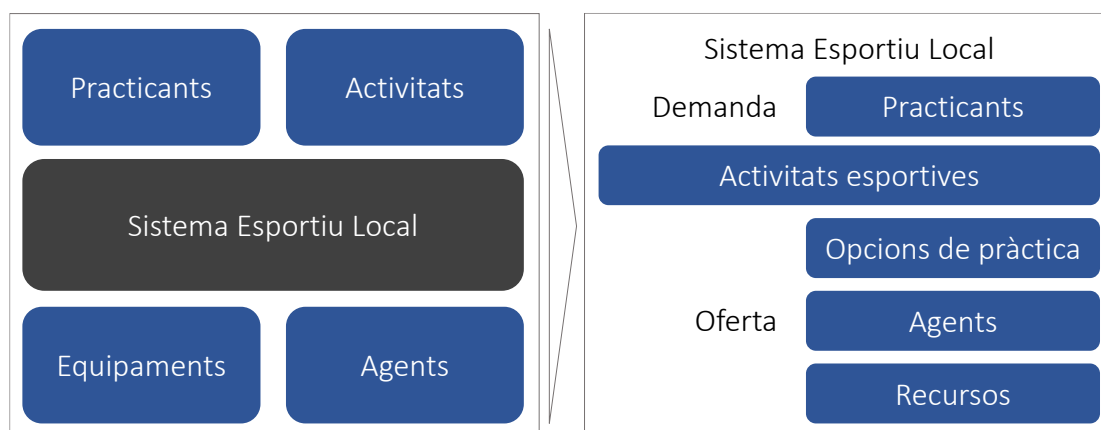 Practicants
Activitats
Sistema Esportiu Local
Equipaments
Agents
Sistema Esportiu Local
Demanda
Practicants
Activitats esportives
Opcions de pràctica
Oferta
Agents
Recursos